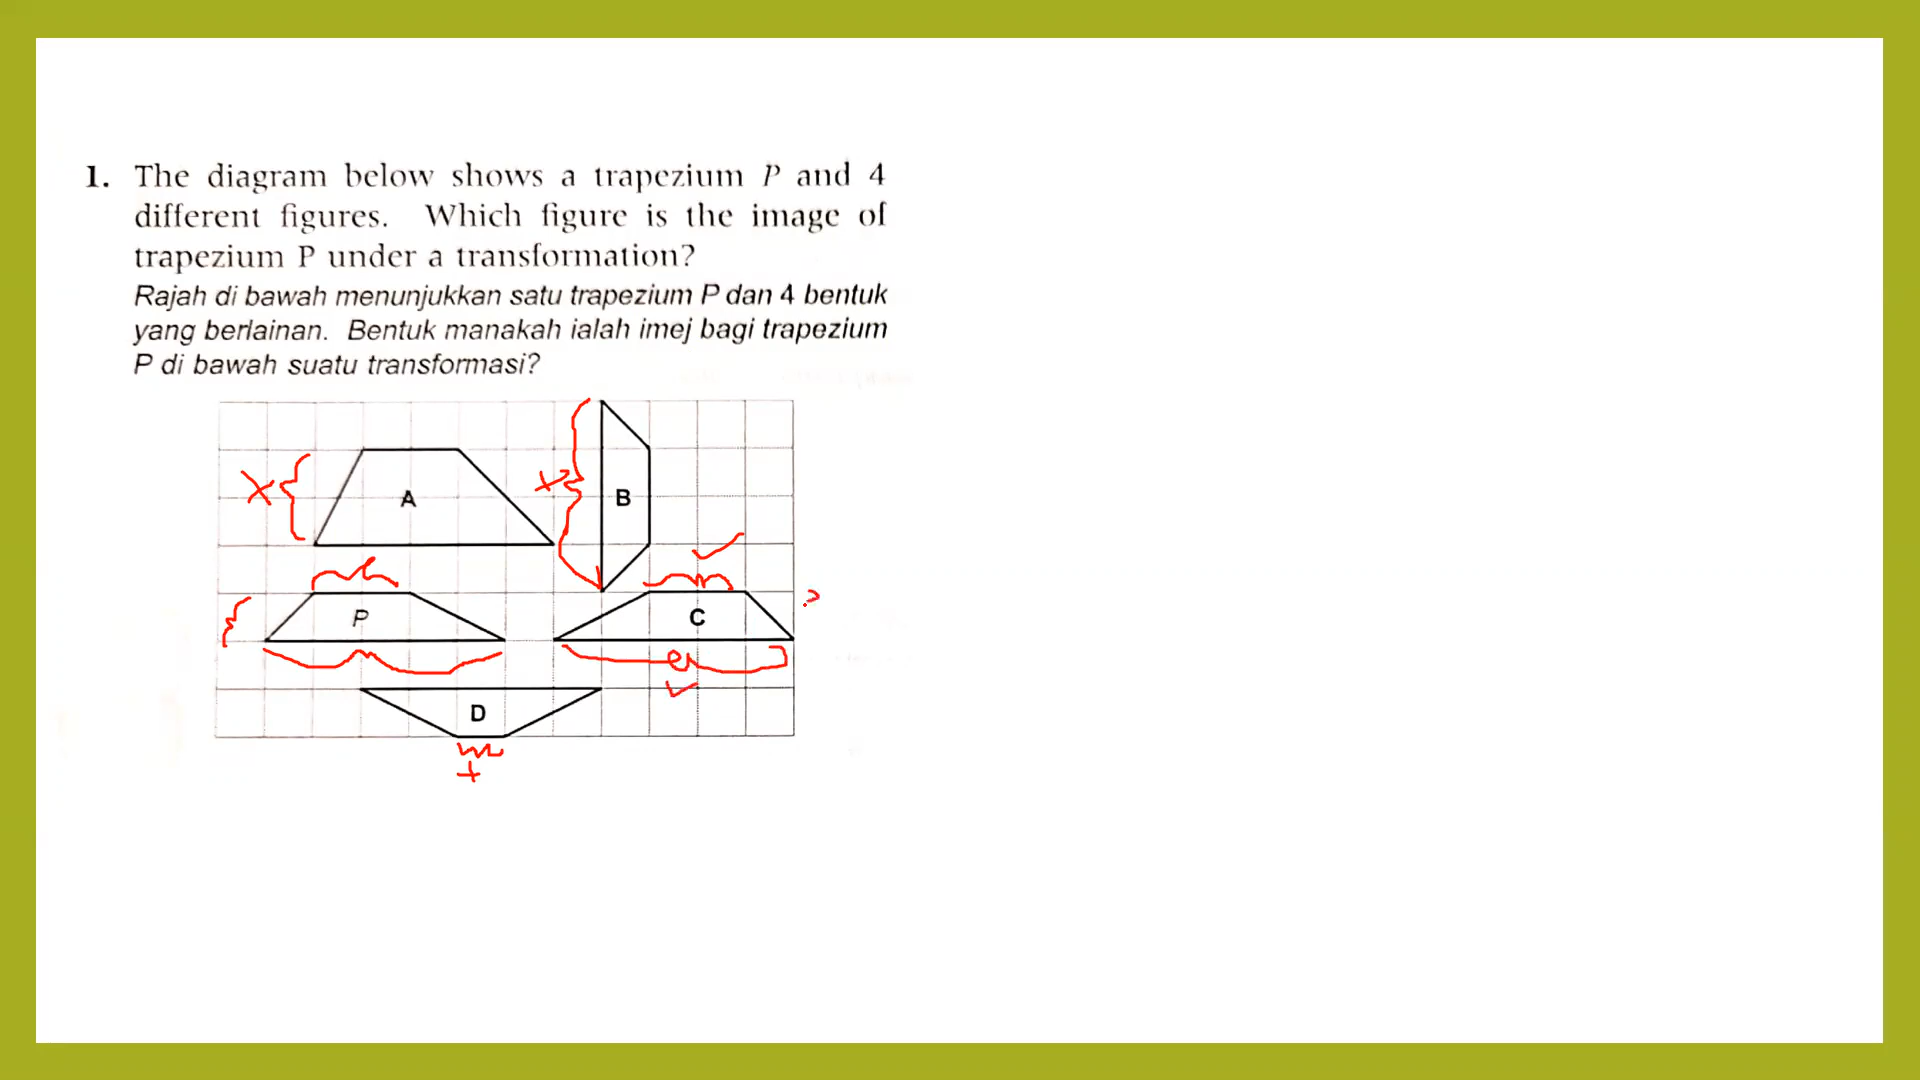 1. The diagram below shows a trapezium P and 4
different figures. Which figure is the image of
trapezium P under a transformation?
Rajah di bawah menunjukkan satu trapezium P dan 4 bentuk
yang berlainan. Bentuk manakah ialah imej bagi trapezium
P di bawah suatu transformasi?
A
B
P
C
D